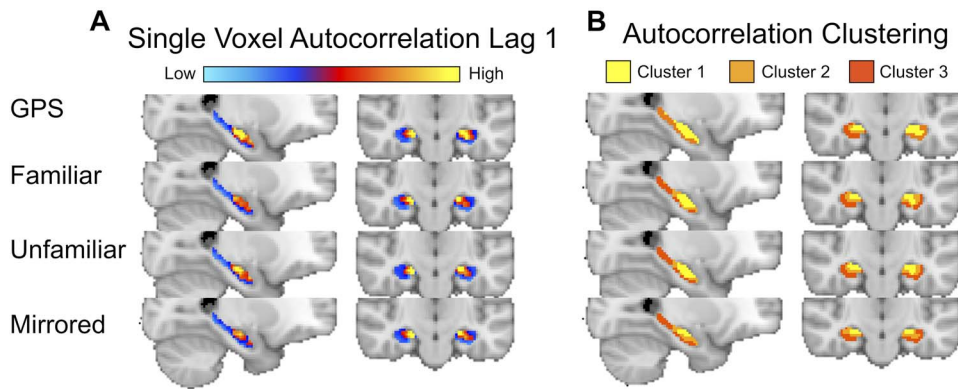 A
Single Voxel Autocorrelation Lag 1
Low High
B
Autocorrelation Clustering
Cluster 1 Cluster 2 Cluster 3
GPS
Familiar
Unfamiliar
Mirrored